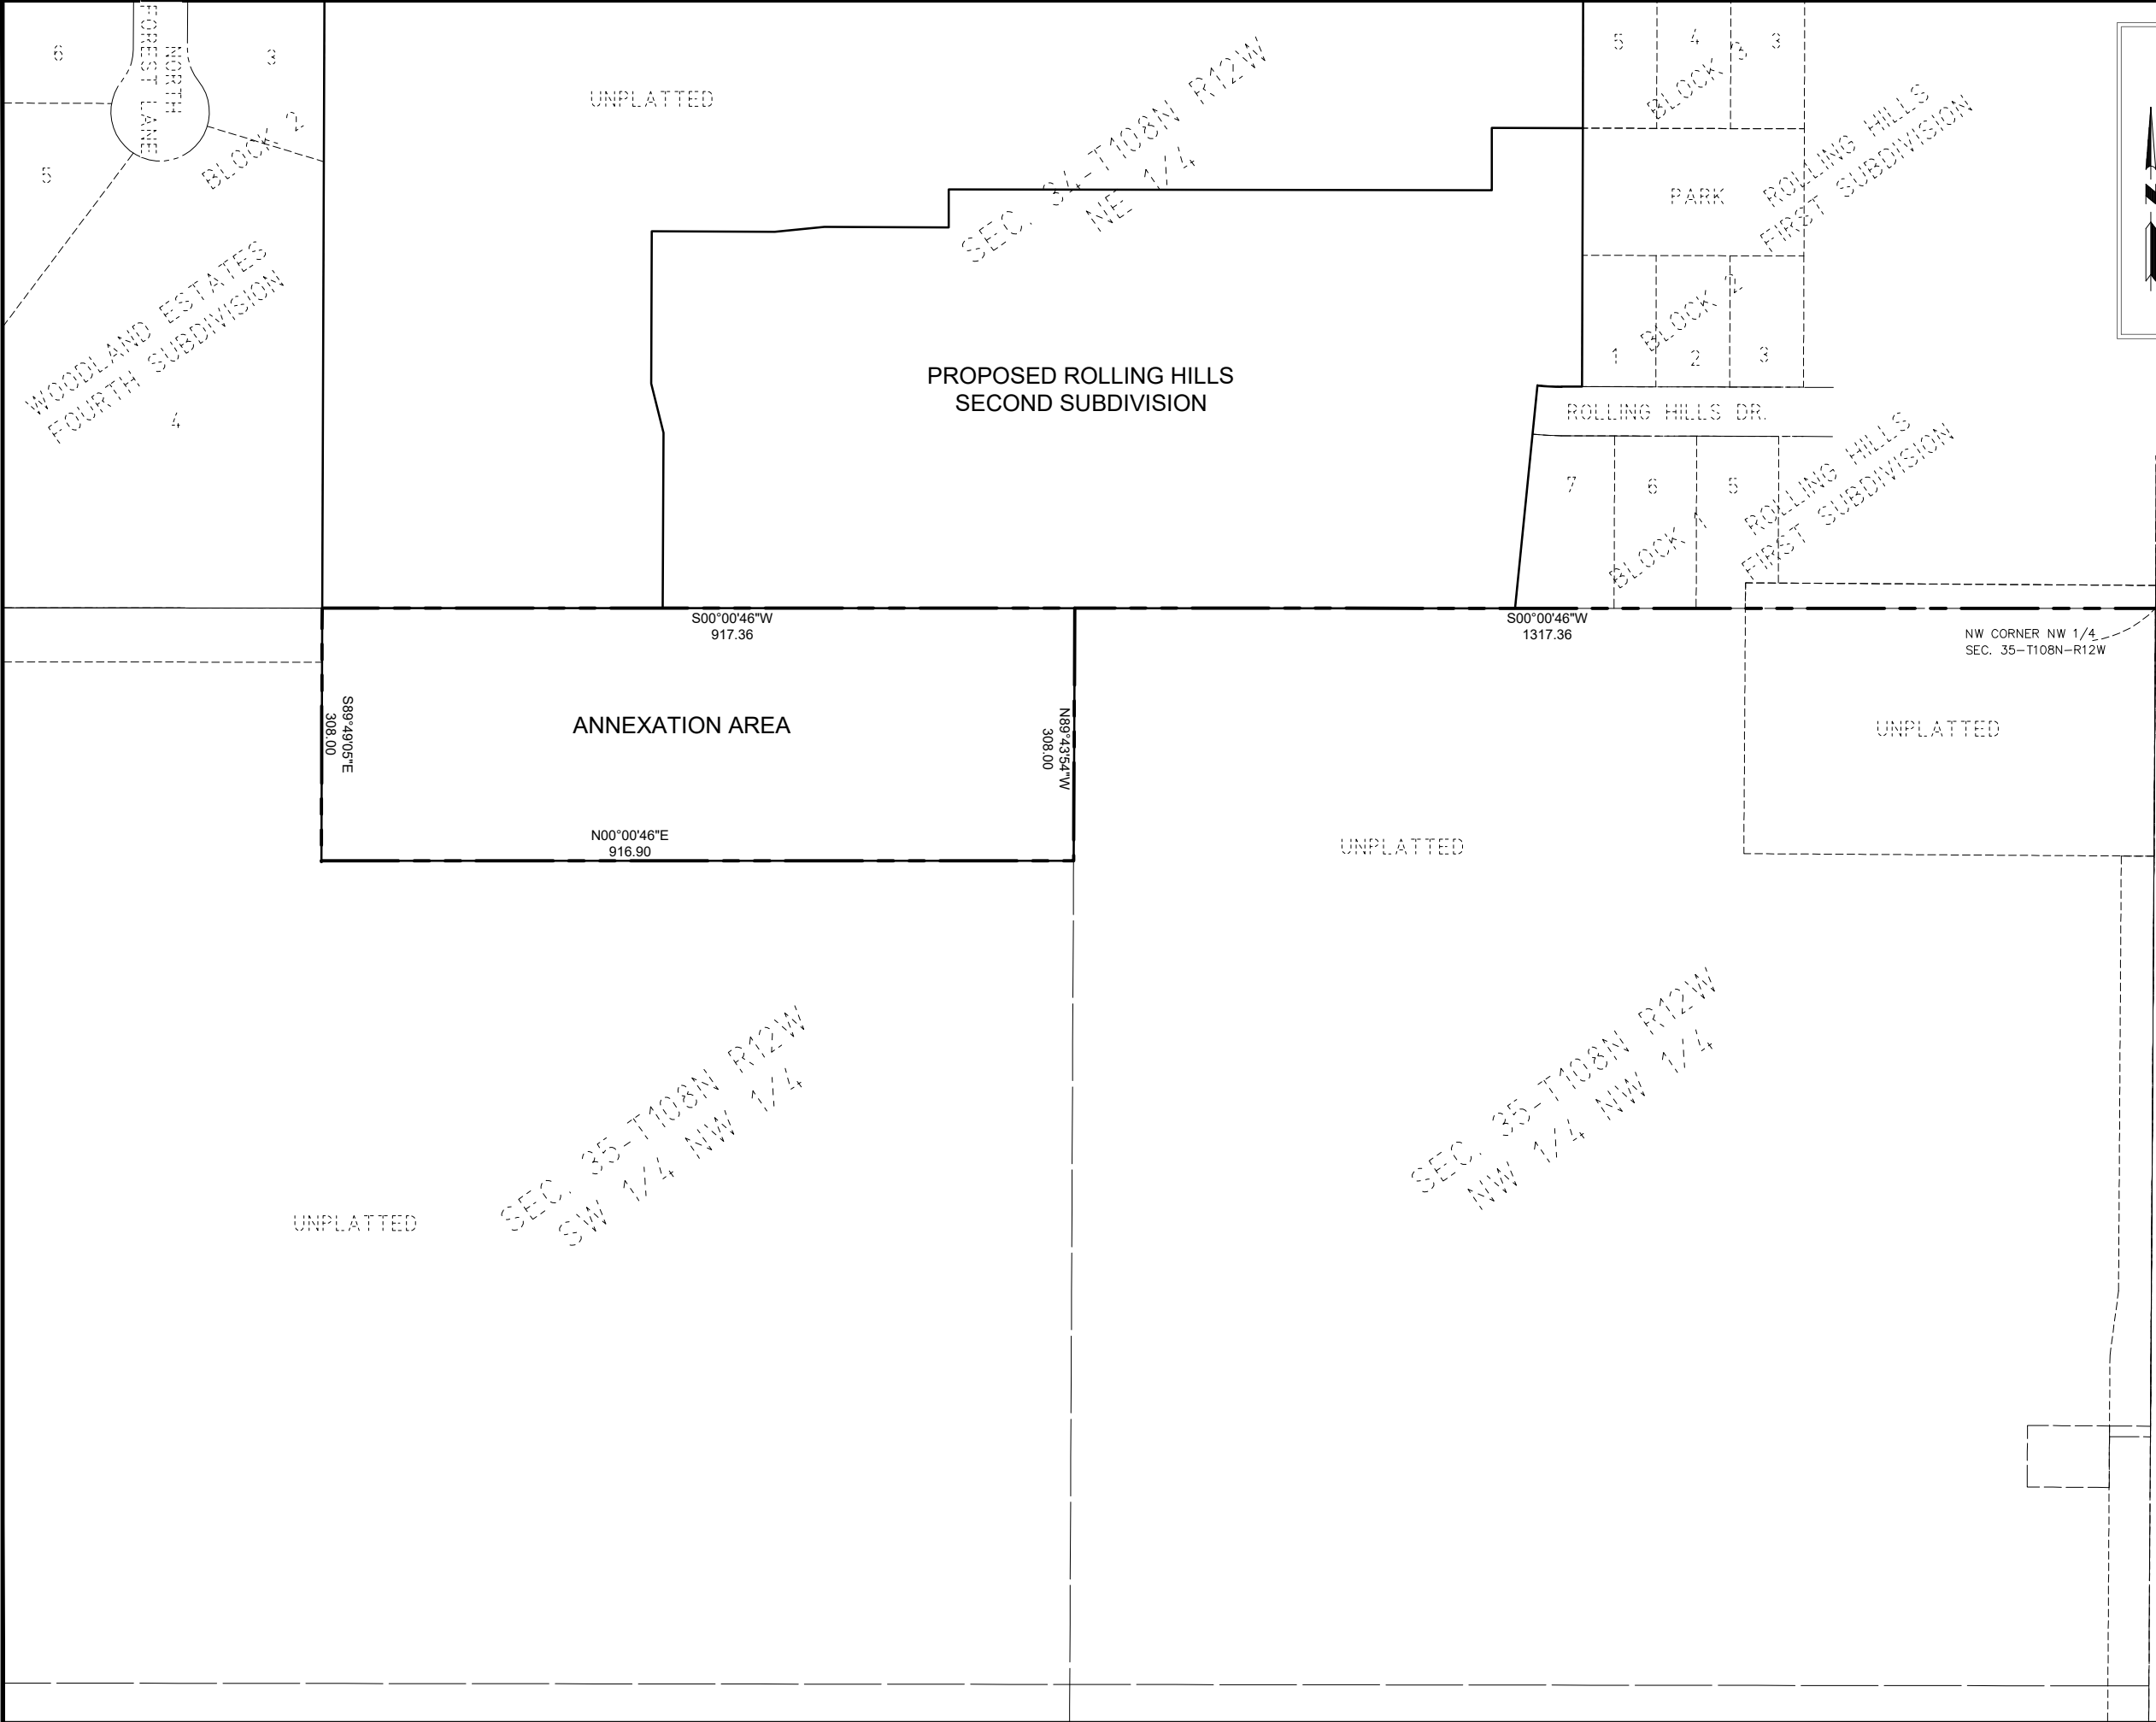 6
FOREST LANE
NORTH
3
5
BLOCK 2
WOODLAND ESTATES
FOURTH SUBDIVISION
4
UNPLATTED
SEC. 34-T108N R12W
NE 1/4
5
4
3
BLOCK 3
PARK
ROLLING HILLS
FIRST SUBDIVISION
BLOCK 2
1
2
3
PROPOSED ROLLING HILLS
SECOND SUBDIVISION
ROLLING HILLS DR.
7
6
5
BLOCK 1
ROLLING HILLS
FIRST SUBDIVISION
S00°00'46"W
917.36
S00°00'46"W
1317.36
NW CORNER NW 1/4
SEC. 35-T108N-R12W
S89°49'05"E
308.00
ANNEXATION AREA
N89°43'54"W
308.00
UNPLATTED
N00°00'46"E
916.90
UNPLATTED
SEC. 35-T108N R12W
SW 1/4 NW 1/4
SEC. 35-T108N R12W
NW 1/4 NW 1/4
UNPLATTED